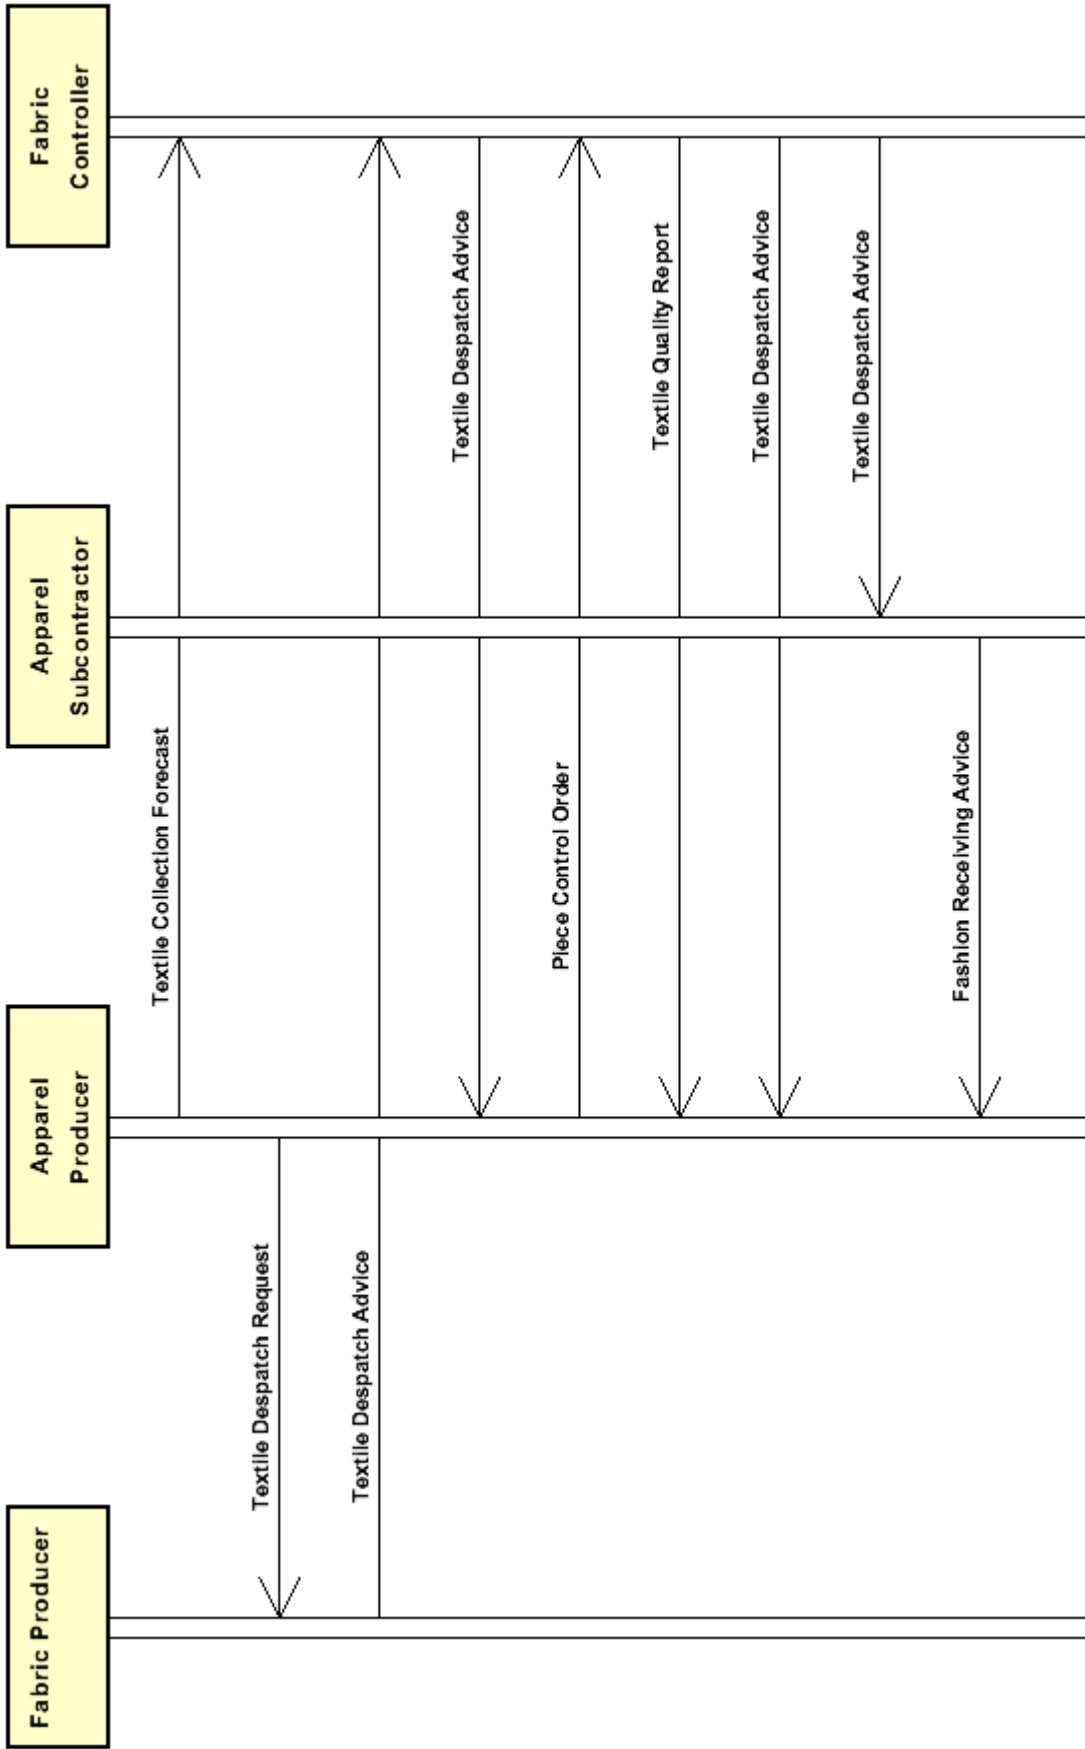 Fabric Producer
Apparel
Producer
Apparel
Subcontractor
Fabric
Controller
Textile Collection Forecast
Textile Despatch Request
Textile Despatch Advice
Textile Despatch Advice
Piece Control Order
Textile Quality Report
Textile Despatch Advice
Textile Despatch Advice
Fashion Receiving Advice